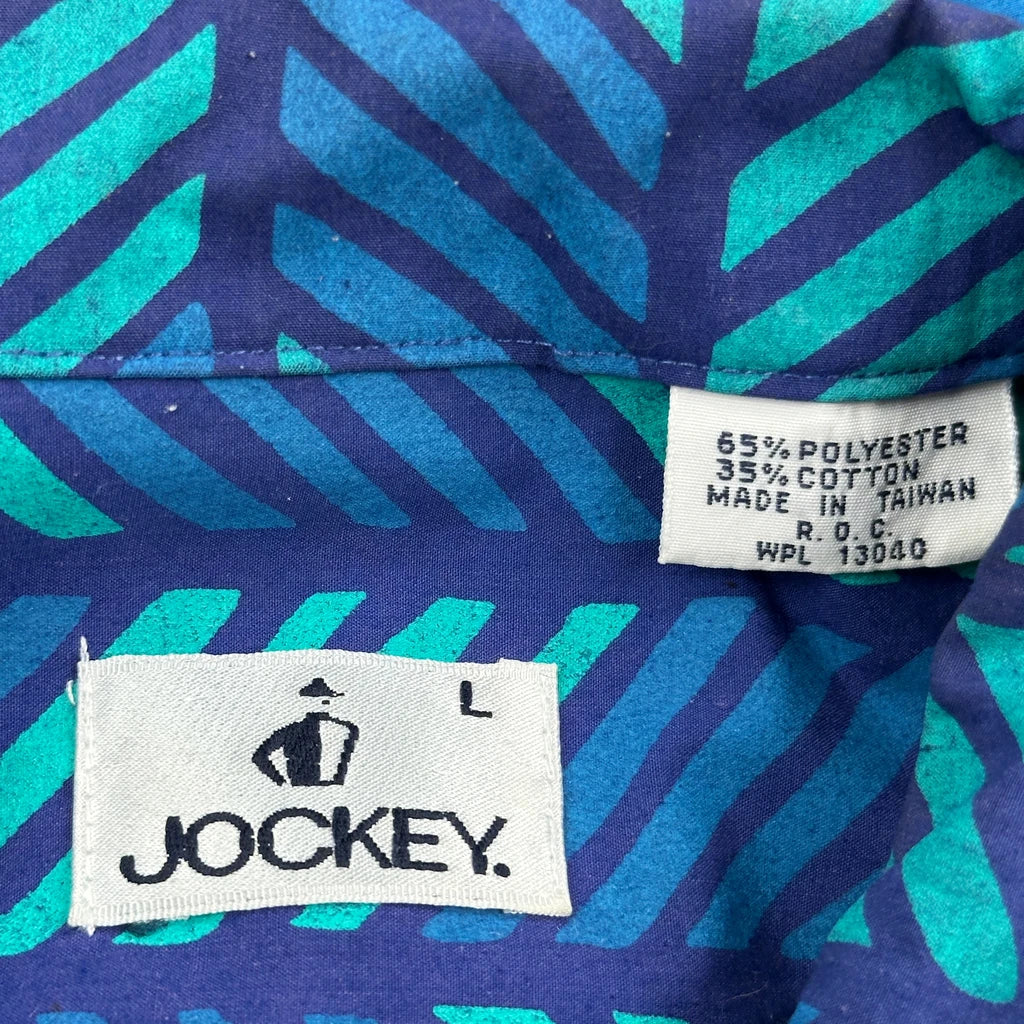 65% POLYESTER
35% COTTON
MADE IN TAIWAN
R. O. C.
WPL 13040
L
JOCKEY.